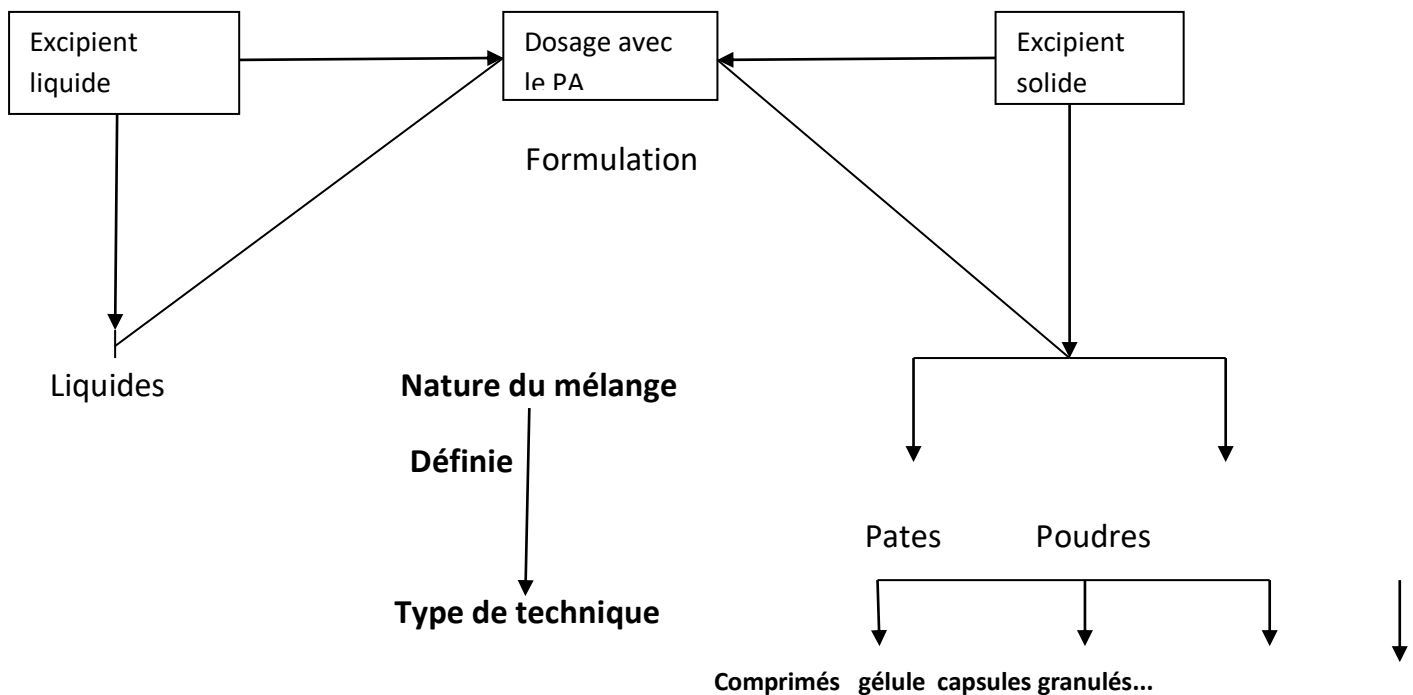 Excipient
liquide
Dosage avec
le PA
Excipient
solide
Formulation
Liquides
Nature du mélange
Définie
Pates
Poudres
Type de technique
Comprimés gélule capsules granulés...